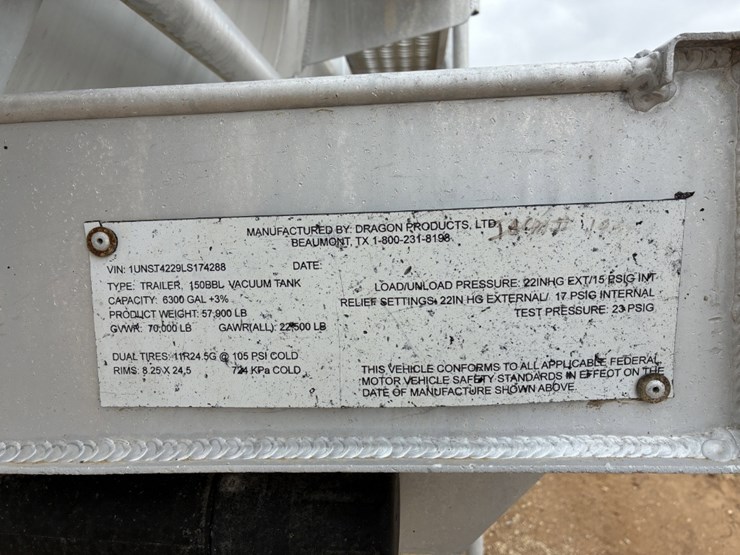 MANUFACTURED BY: DRAGON PRODUCTS, LTD
BEAUMONT, TX 1-800-231-8198
VIN: 1UNST4229LS174288 DATE:
TYPE: TRAILER, 150BBL VACUUM TANK
CAPACITY: 6300 GAL +3%
PRODUCT WEIGHT: 57,900 LB
GVWR: 70,000 LB GAWR(ALL): 22,500 LB
DUAL TIRES: 11R24.5G @ 105 PSI COLD
RIMS: 8.25 X 24.5 724 KPa COLD
LOAD/UNLOAD PRESSURE: 22INHG EXT/15 PSIG INT
RELIEF SETTINGS: 22IN HG EXTERNAL/ 17 PSIG INTERNAL
TEST PRESSURE: 23 PSIG
THIS VEHICLE CONFORMS TO ALL APPLICABLE FEDERAL
MOTOR VEHICLE SAFETY STANDARDS IN EFFECT ON THE
DATE OF MANUFACTURE SHOWN ABOVE.